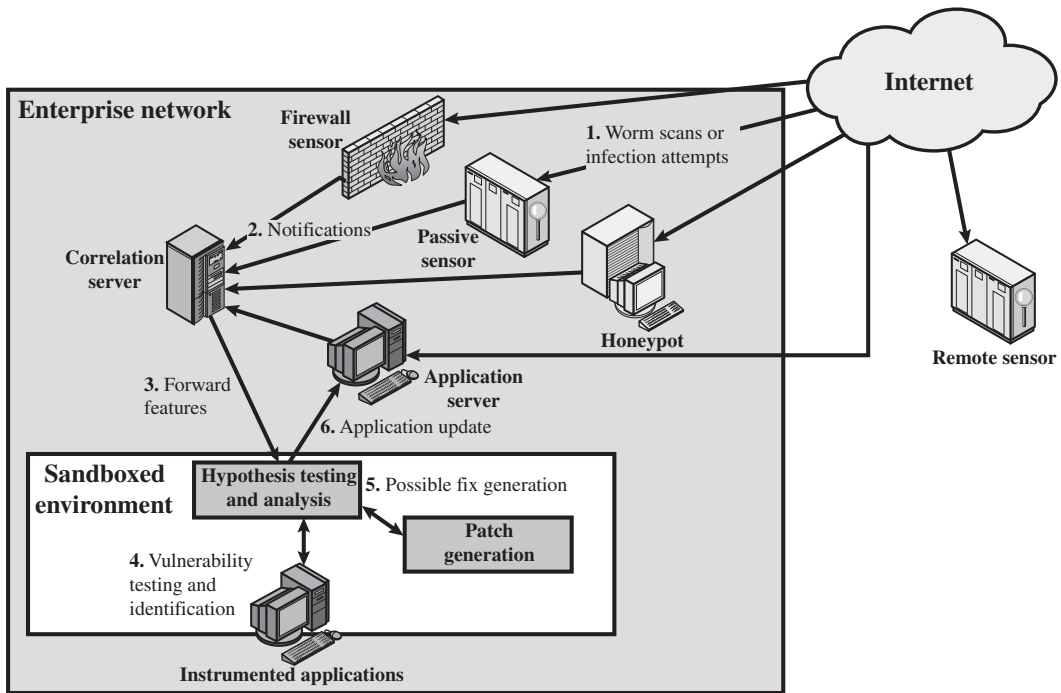 Internet
Enterprise network
Firewall
sensor
1. Worm scans or
infection attempts
2. Notifications
Passive
sensor
Correlation
server
Honeypot
Remote sensor
Application
server
3. Forward
features
6. Application update
Sandboxed
environment
Hypothesis testing
and analysis
5. Possible fix generation
Patch
generation
4. Vulnerability
testing and
identification
Instrumented applications